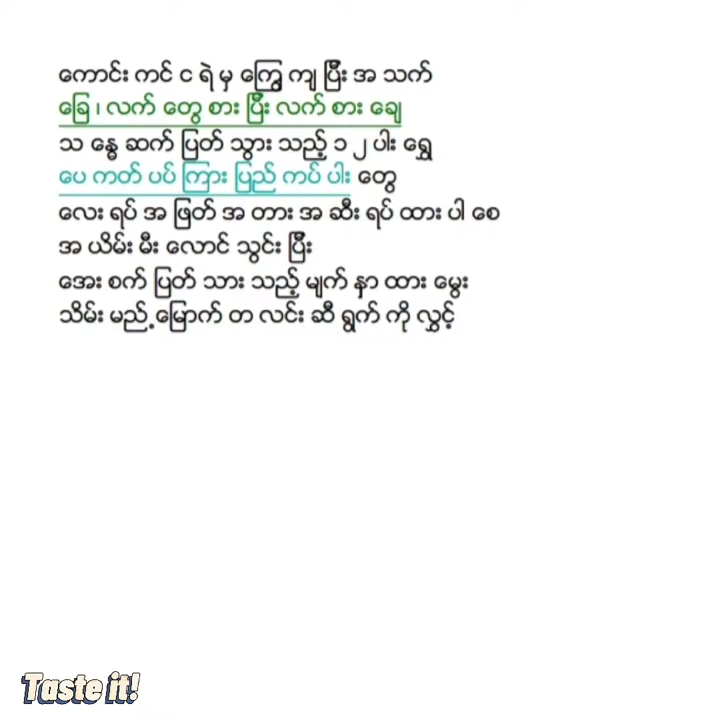 ကောင်း ကင် င ရဲ မှ ကြွေ ကျ ပြီး အ သက်
ခြေ ၊ လက် တွေ စား ပြီး လက် စား ချေ
သ န္ဓေ ဆက် ပြတ် သွား သည့် ၁ ၂ ပါး ရွှေ
ပေ ကတ် ပပ် ကြား ပြည် ကပ် ပါး တွေ
လေး ရပ် အ ဖြတ် အ တား အ ဆီး ရပ် ထား ပါ စေ
အ ယိမ်း မီး လောင် သွင်း ပြီး
အေး စက် ပြတ် သား သည့် မျက် နှာ ထား မွေး
သိမ်း မည့် မြောက် တ လင်း ဆီ ရွက် ကို လွှင့်
Taste it!